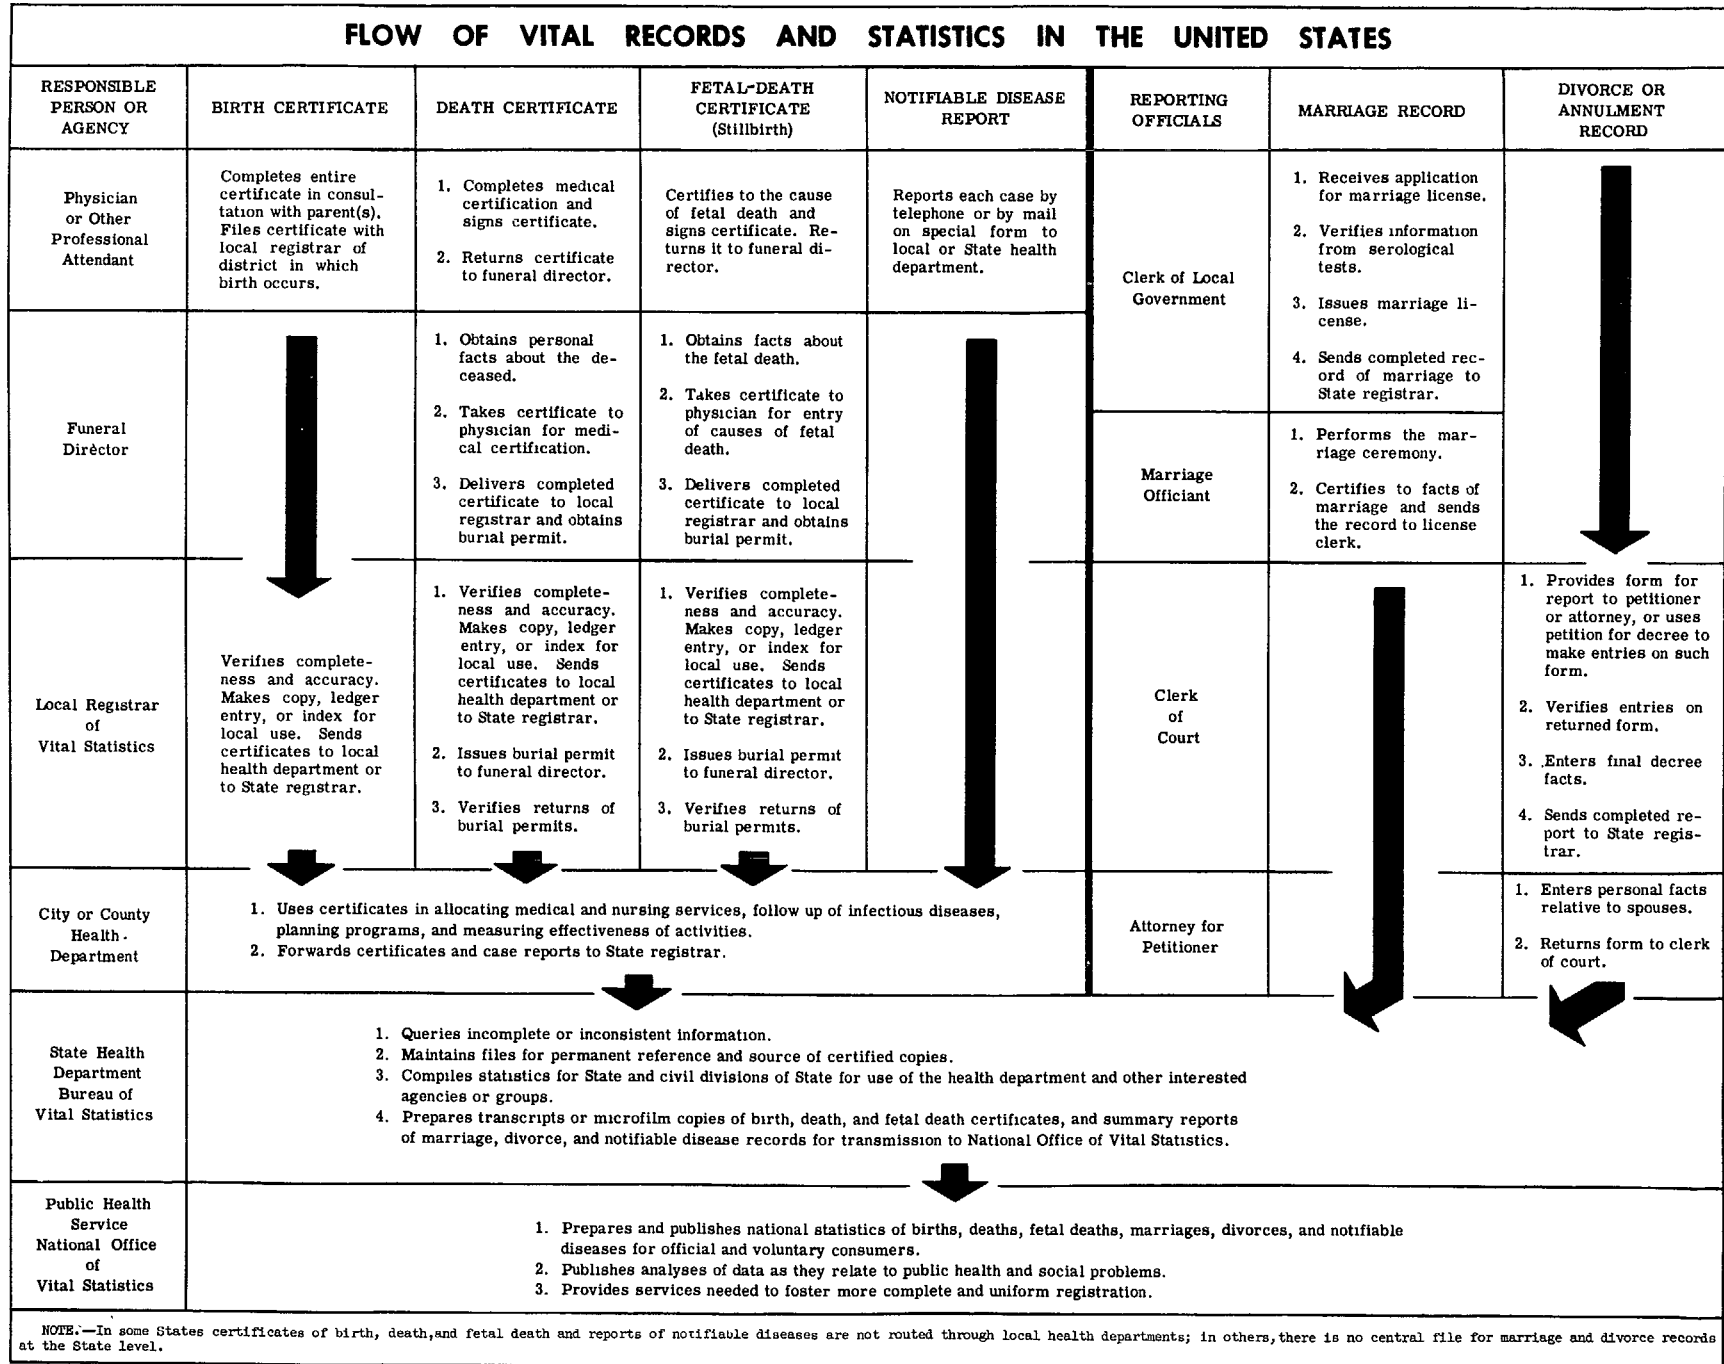 FLOW OF VITAL RECORDS AND STATISTICS IN THE UNITED STATES
RESPONSIBLE
PERSON OR
AGENCY
BIRTH CERTIFICATE
DEATH CERTIFICATE
FETAL-DEATH
CERTIFICATE
(Stillbirth)
NOTIFIABLE DISEASE
REPORT
REPORTING
OFFICIALS
MARRIAGE RECORD
DIVORCE OR
ANNULMENT
RECORD
Physician
or Other
Professional
Attendant
Completes entire
certificate in consul-
tation with parent(s).
Files certificate with
local registrar of
district in which
birth occurs.
1. Completes medical
certification and
signs certificate.
2. Returns certificate
to funeral director.
Certifies to the cause
of fetal death and
signs certificate. Re-
turns it to funeral di-
rector.
Reports each case by
telephone or by mail
on special form to
local or State health
department.
Clerk of Local
Government
1. Receives application
for marriage license.
2. Verifies information
from serological
tests.
3. Issues marriage li-
cense.
4. Sends completed rec-
ord of marriage to
State registrar.
Funeral
Director
1. Obtains personal
facts about the de-
ceased.
2. Takes certificate to
physician for medi-
cal certification.
3. Delivers completed
certificate to local
registrar and obtains
burial permit.
1. Obtains facts about
the fetal death.
2. Takes certificate to
physician for entry
of causes of fetal
death.
3. Delivers completed
certificate to local
registrar and obtains
burial permit.
Marriage
Officiant
1. Performs the mar-
riage ceremony.
2. Certifies to facts of
marriage and sends
the record to license
clerk.
Local Registrar
of
Vital Statistics
Verifies complete-
ness and accuracy.
Makes copy, ledger
entry, or index for
local use. Sends
certificates to local
health department or
to State registrar.
1. Verifies complete-
ness and accuracy.
Makes copy, ledger
entry, or index for
local use. Sends
certificates to local
health department or
to State registrar.
2. Issues burial permit
to funeral director.
3. Verifies returns of
burial permits.
1. Verifies complete-
ness and accuracy.
Makes copy, ledger
entry, or index for
local use. Sends
certificates to local
health department or
to State registrar.
2. Issues burial permit
to funeral director.
3. Verifies returns of
burial permits.
Clerk
of
Court
1. Provides form for
report to petitioner
or attorney, or uses
petition for decree to
make entries on such
form.
2. Verifies entries on
returned form.
3. Enters final decree
facts.
4. Sends completed re-
port to State regis-
trar.
City or County
Health
Department
1. Uses certificates in allocating medical and nursing services, follow up of infectious diseases,
planning programs, and measuring effectiveness of activities.
2. Forwards certificates and case reports to State registrar.
Attorney for
Petitioner
1. Enters personal facts
relative to spouses.
2. Returns form to clerk
of court.
State Health
Department
Bureau of
Vital Statistics
1. Queries incomplete or inconsistent information.
2. Maintains files for permanent reference and source of certified copies.
3. Compiles statistics for State and civil divisions of State for use of the health department and other interested
agencies or groups.
4. Prepares transcripts or microfilm copies of birth, death, and fetal death certificates, and summary reports
of marriage, divorce, and notifiable disease records for transmission to National Office of Vital Statistics.
Public Health
Service
National Office
of
Vital Statistics
1. Prepares and publishes national statistics of births, deaths, fetal deaths, marriages, divorces, and notifiable
diseases for official and voluntary consumers.
2. Publishes analyses of data as they relate to public health and social problems.
3. Provides services needed to foster more complete and uniform registration.
NOTE.—In some States certificates of birth, death,and fetal death and reports of notifiable diseases are not routed through local health departments; in others, there is no central file for marriage and divorce records
at the State level.